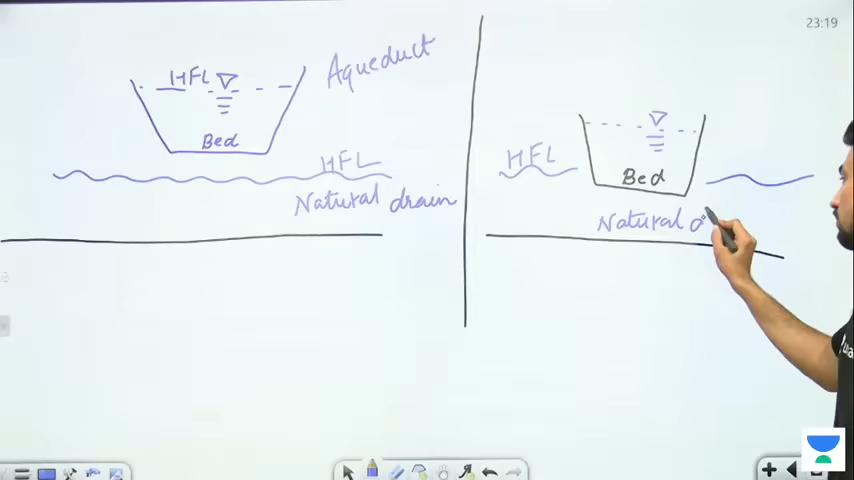 23:19
HFL
Aqueduct
Bed
HFL
Natural drain
HFL
Bed
Natural d